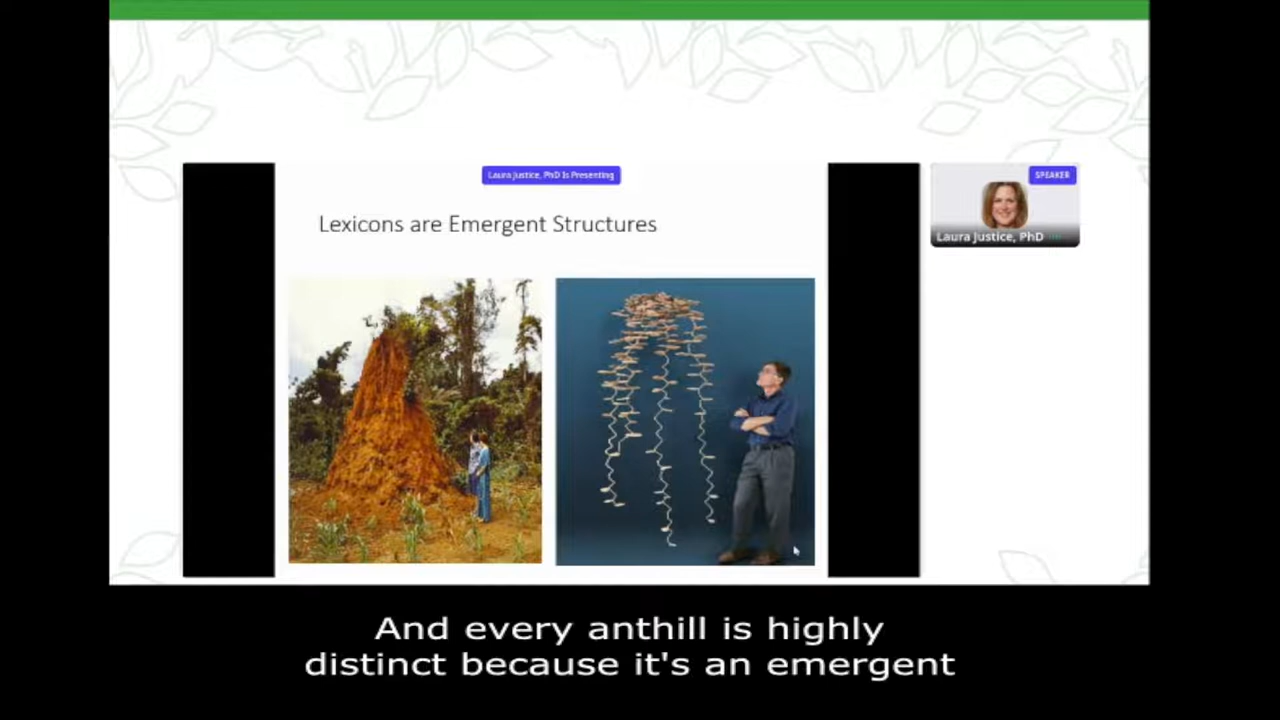 Laura Justice, PhD Is Presenting
SPEAKER
Lexicons are Emergent Structures
Laura Justice, PhD
And every anthill is highly
distinct because it's an emergent